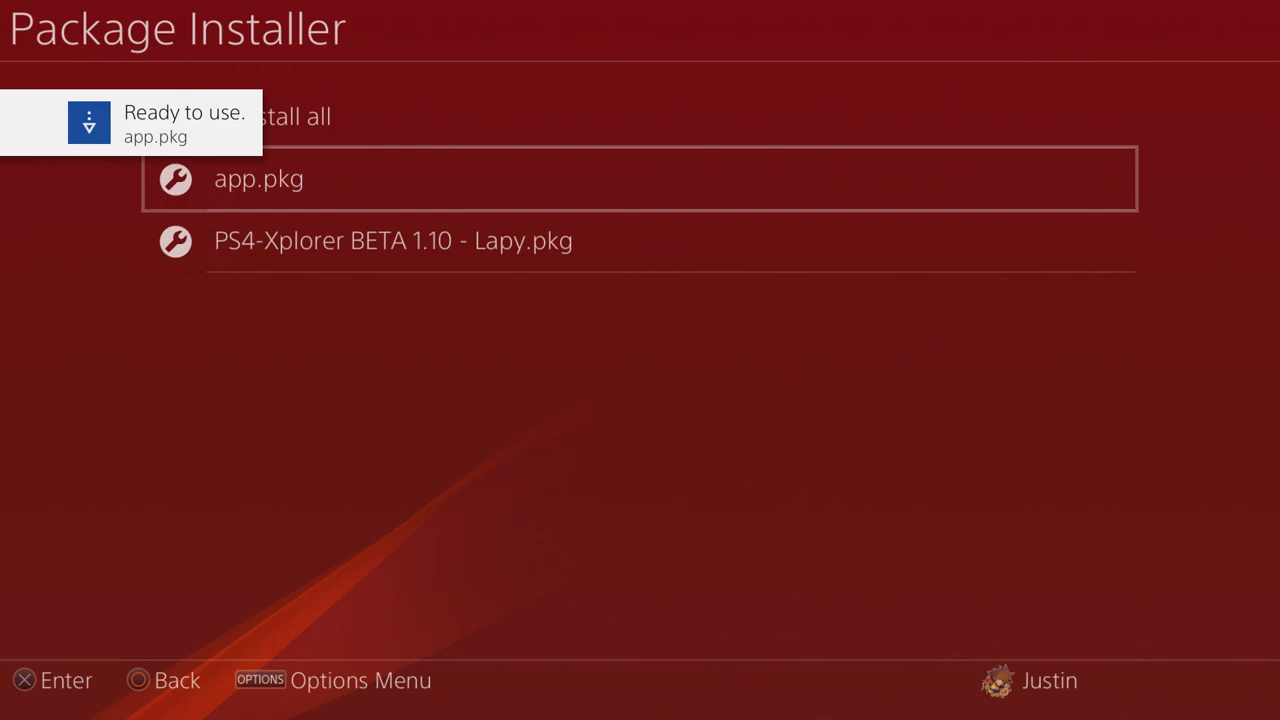 Package Installer
Ready to use.
app.pkg
stall all
app.pkg
PS4-Xplorer BETA 1.10 - Lapy.pkg
Enter
Back
OPTIONS
Options Menu
Justin